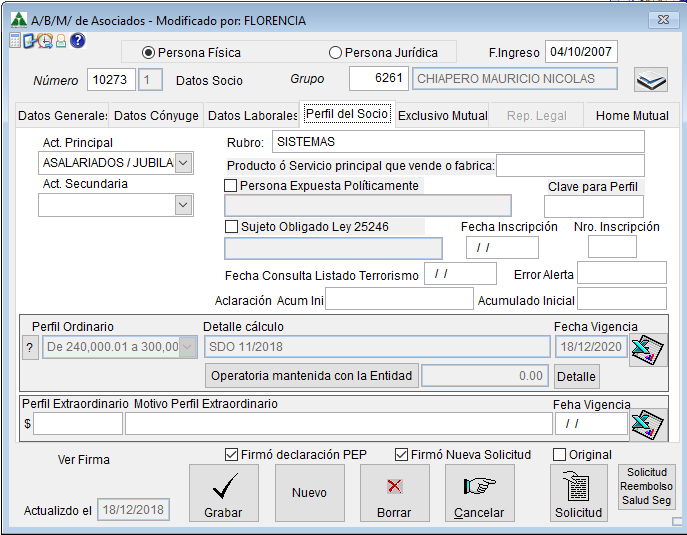 A/B/M/ de Asociados - Modificado por: FLORENCIA
Persona Física Persona Jurídica F.Ingreso 04/10/2007
Número 10273 1 Datos Socio Grupo 6261 CHIAPERO MAURICIO NICOLAS
Datos Generales Datos Cónyuge Datos Laborales Perfil del Socio Exclusivo Mutual Rep. Legal Home Mutual
Act. Principal Rubro: SISTEMAS
ASALARIADOS / JUBILA Producto ó Servicio principal que vende o fabrica:
Act. Secundaria Persona Expuesta Políticamente Clave para Perfil
Sujeto Obligado Ley 25246 Fecha Inscripción Nro. Inscripción
/ /
Fecha Consulta Listado Terrorismo / / Error Alerta
Aclaración Acum Ini Acumulado Inicial
Perfil Ordinario Detalle cálculo Fecha Vigencia
? De 240,000.01 a 300,00 SDO 11/2018 18/12/2020
Operatoria mantenida con la Entidad 0.00 Detalle
Perfil Extraordinario Motivo Perfil Extraordinario Feha Vigencia
$ / /
Ver Firma Firmó declaración PEP Firmó Nueva Solicitud Original
Actualizdo el 18/12/2018 Grabar Nuevo Borrar Cancelar Solicitud
Solicitud
Reembolso
Salud Seg